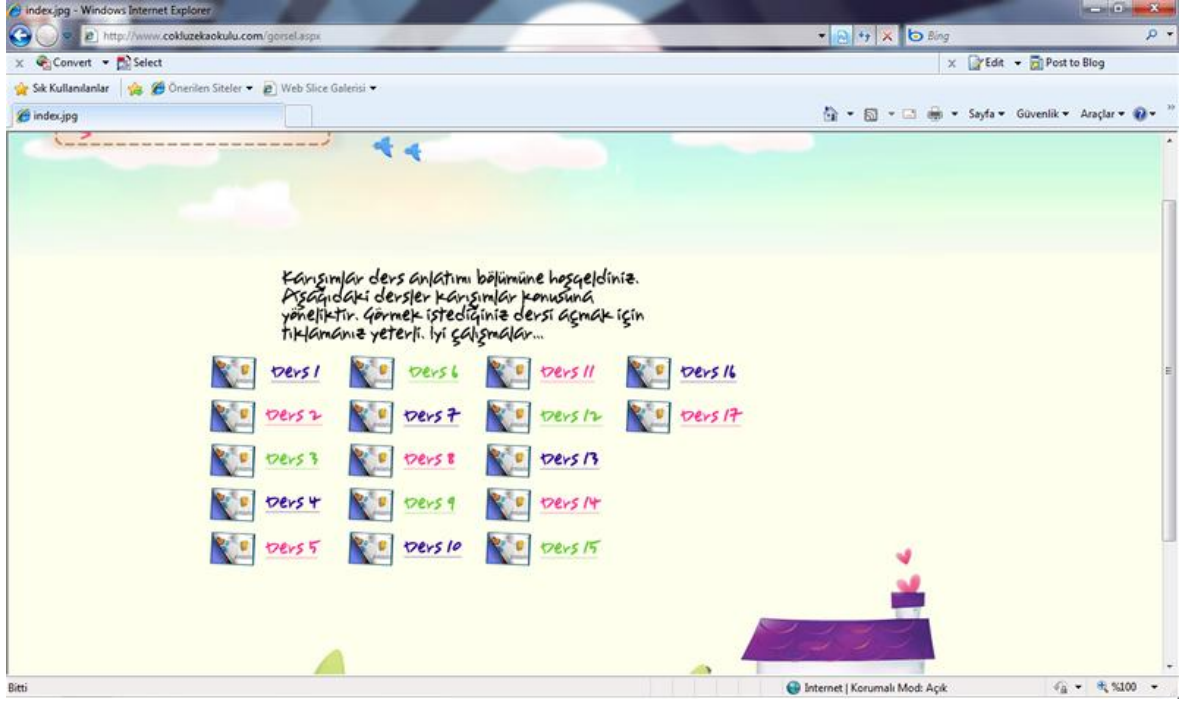 index.jpg - Windows Internet Explorer
http://www.cokluzekaokulu.com/gorsel.aspx
Bing
x Convert Select x Edit Post to Blog
Sık Kullanılanlar Önerilen Siteler Web Slice Galerisi
index.jpg Sayfa Güvenlik Araçlar
Karışımlar ders anlatımı bölümüne hoşgeldiniz.
Aşağıdaki dersler karışımlar konusuna
yöneliktir. Görmek istediğiniz dersi açmak için
tıklamanız yeterli. İyi çalışmalar...
Ders 1 Ders 6 Ders 11 Ders 16
Ders 2 Ders 7 Ders 12 Ders 17
Ders 3 Ders 8 Ders 13
Ders 4 Ders 9 Ders 14
Ders 5 Ders 10 Ders 15
Bitti Internet | Korumalı Mod: Açık %100